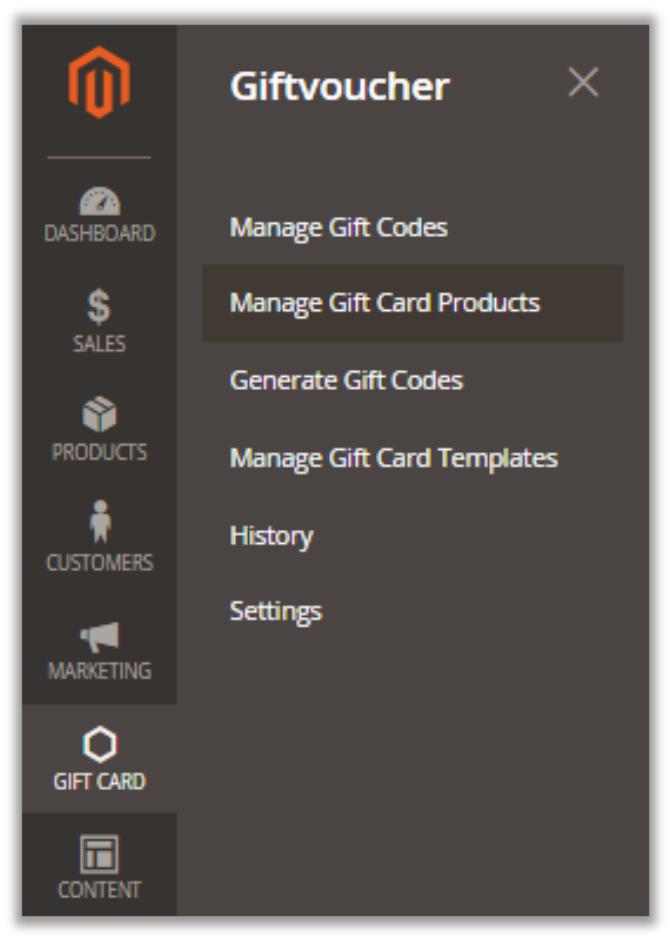 Giftvoucher
DASHBOARD
SALES
PRODUCTS
CUSTOMERS
MARKETING
GIFT CARD
CONTENT
Manage Gift Codes
Manage Gift Card Products
Generate Gift Codes
Manage Gift Card Templates
History
Settings